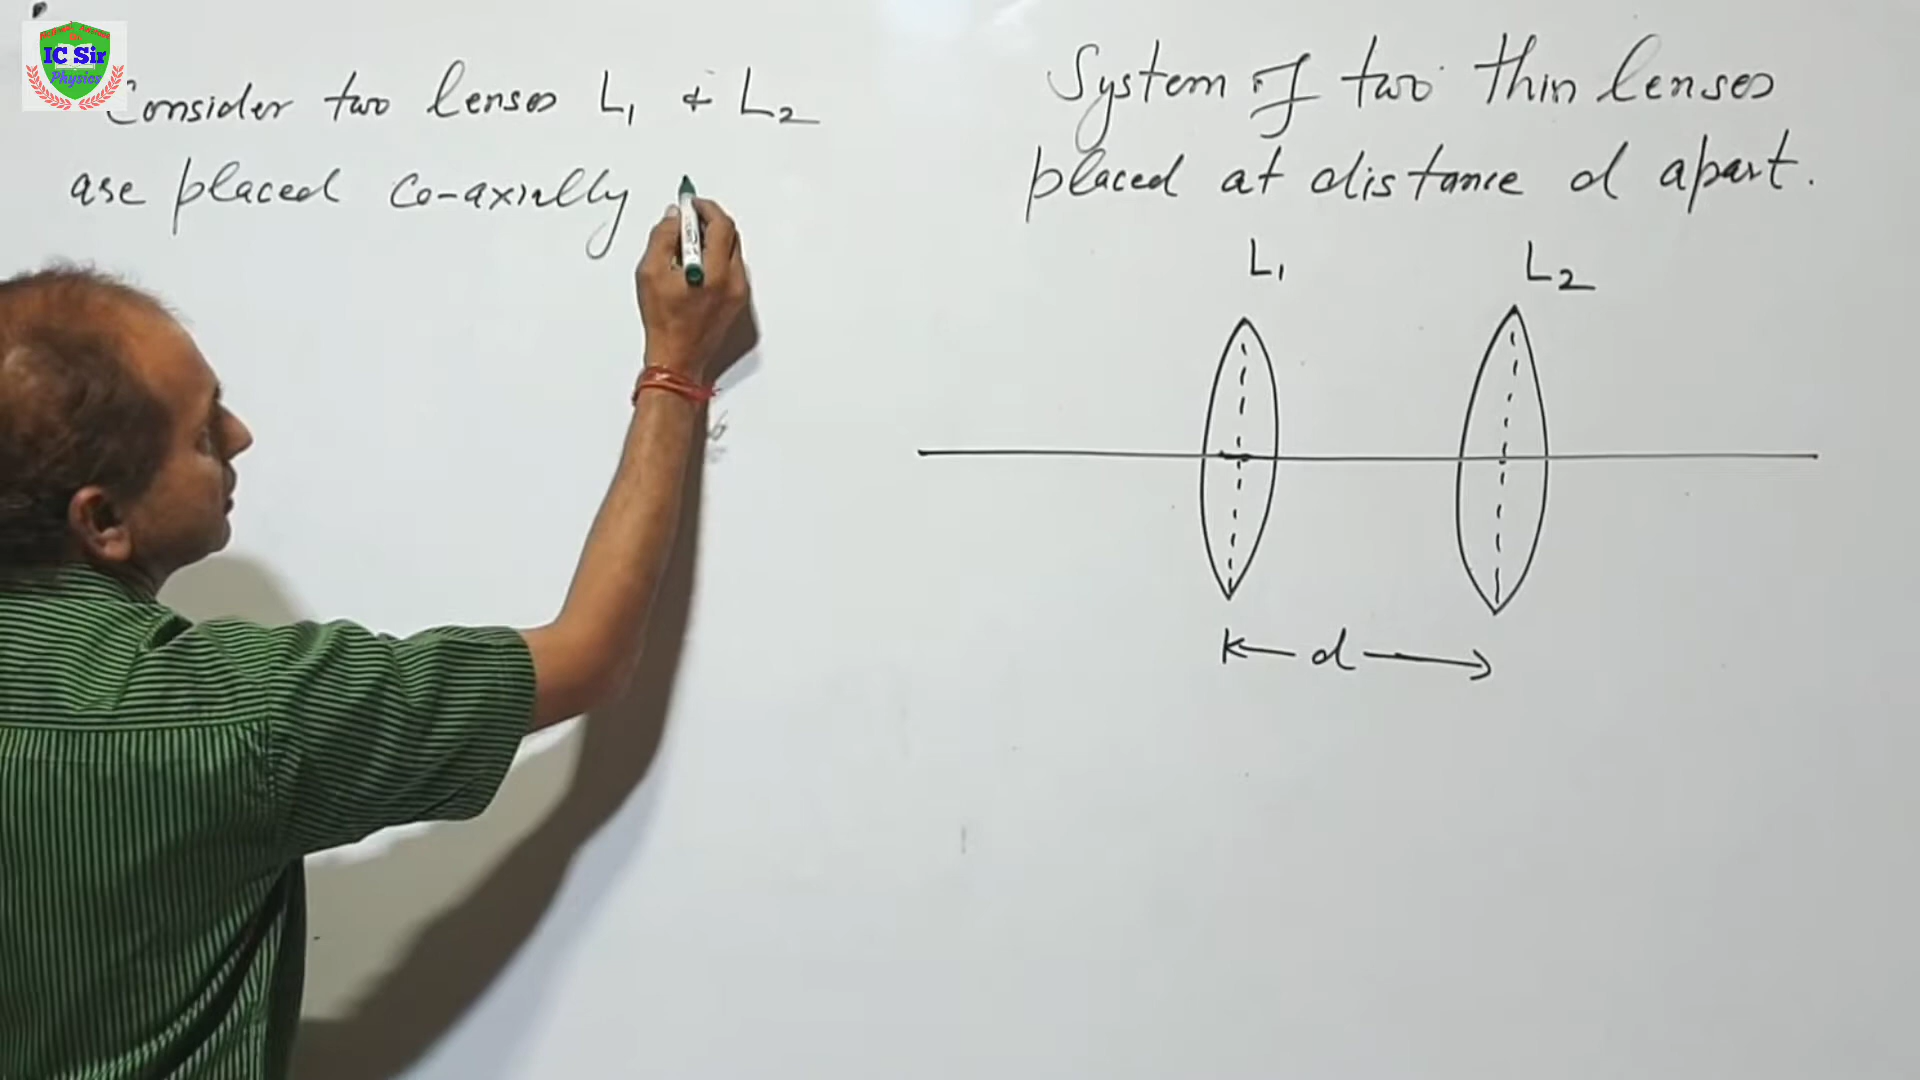 IC Sir
Physics
Consider two lenses L1 & L2
are placed co-axially
System of two thin lenses
placed at distance d apart.
L1
L2
d